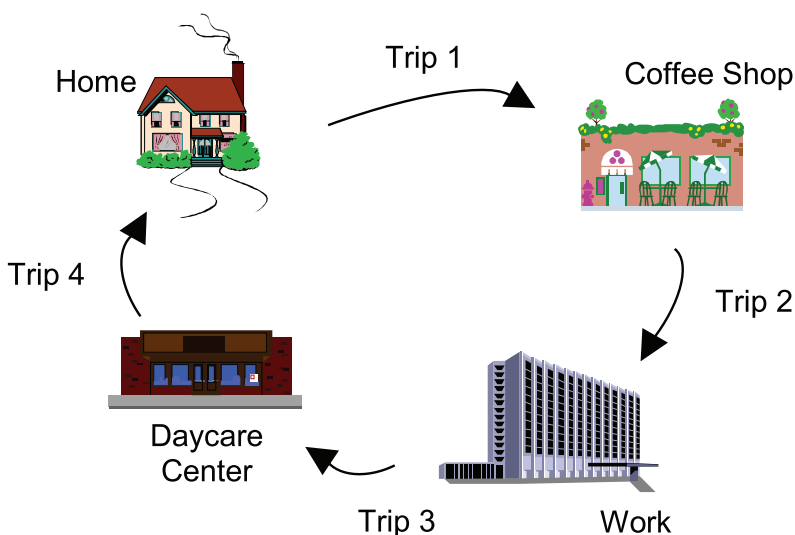 Home
Trip 1
Coffee Shop
Trip 2
Work
Trip 3
Daycare
Center
Trip 4